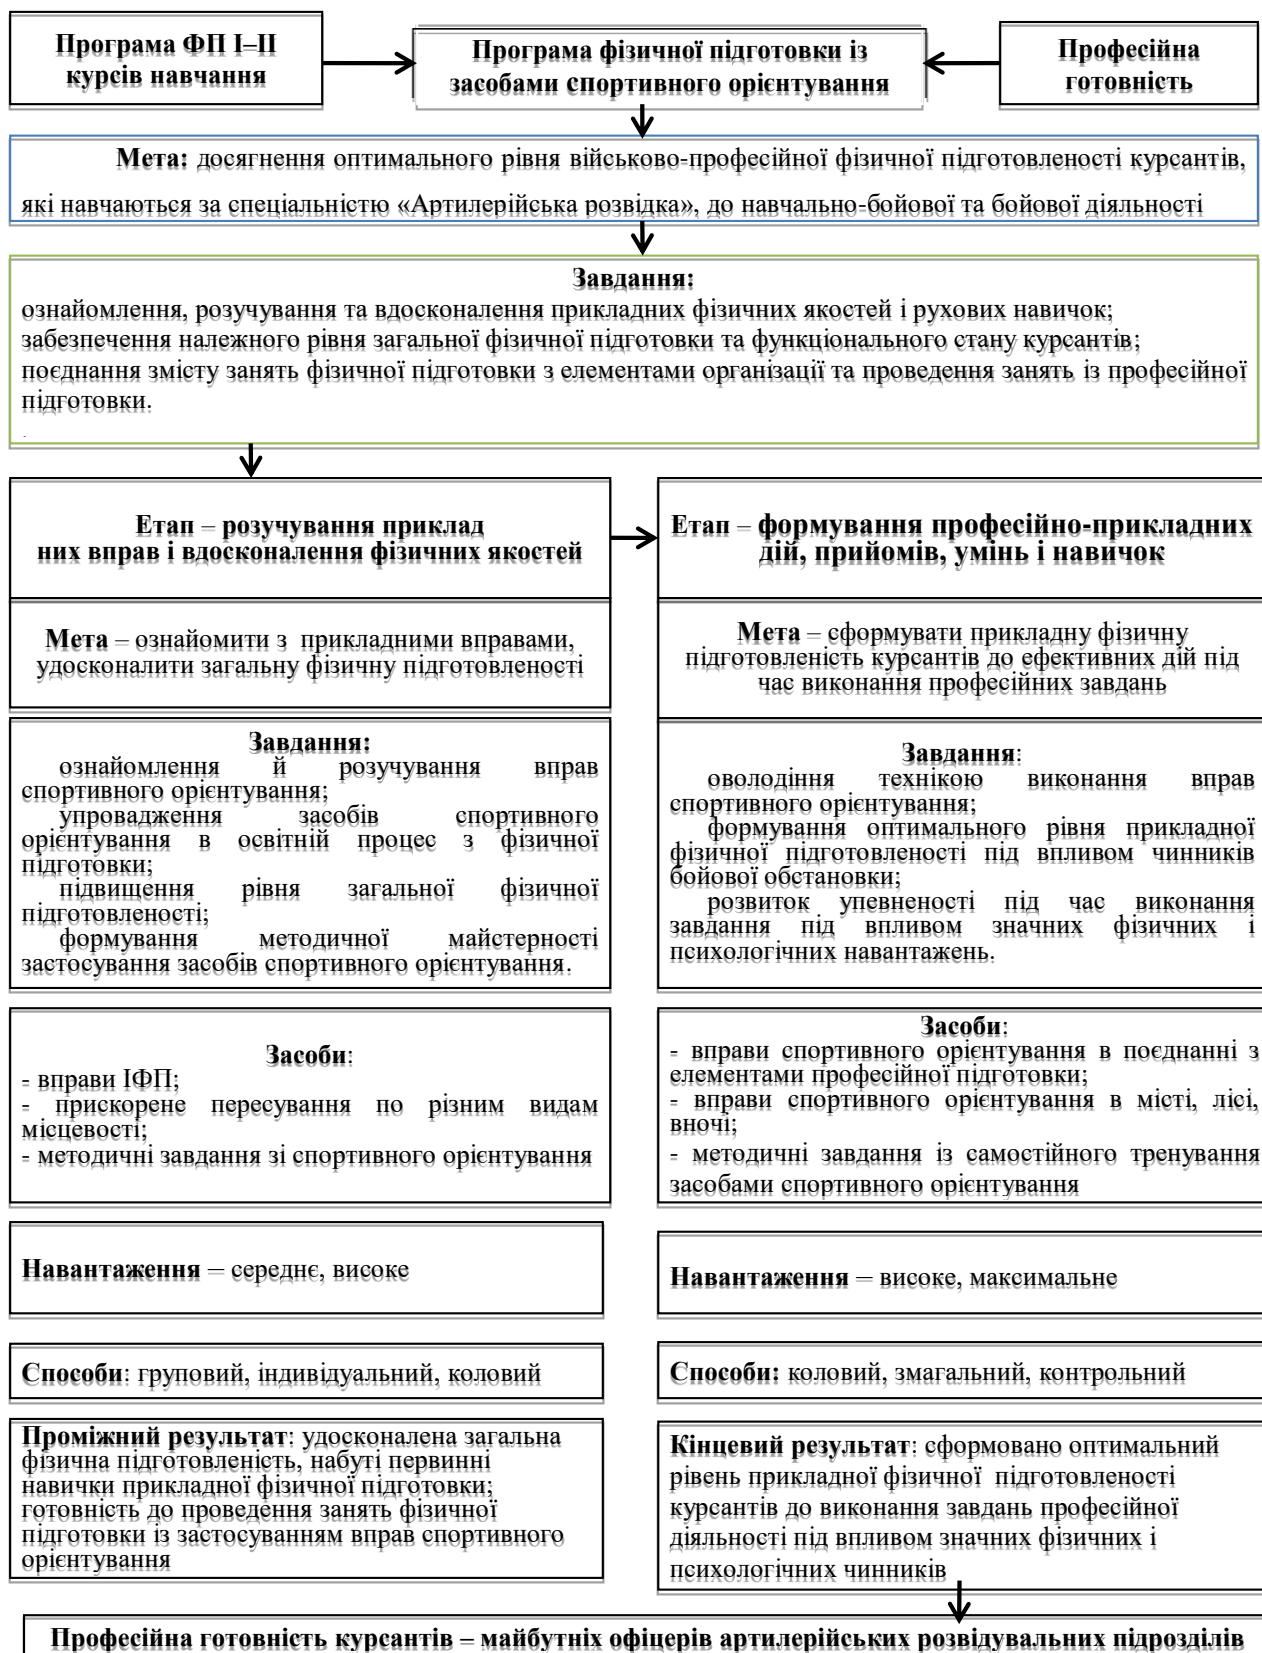 Програма ФП І–ІІ
курсів навчання
Програма фізичної підготовки із
засобами спортивного орієнтування
Професійна
готовність
Мета: досягнення оптимального рівня військово-професійної фізичної підготовленості курсантів,
які навчаються за спеціальністю «Артилерійська розвідка», до навчально-бойової та бойової діяльності
Завдання:
ознайомлення, розучування та вдосконалення прикладних фізичних якостей і рухових навичок;
забезпечення належного рівня загальної фізичної підготовки та функціонального стану курсантів;
поєднання змісту занять фізичної підготовки з елементами організації та проведення занять із професійної
підготовки.
.
Етап – розучування приклад
них вправ і вдосконалення фізичних якостей
Мета – ознайомити з прикладними вправами,
удосконалити загальну фізичну підготовленості
Завдання:
ознайомлення й розучування вправ
спортивного орієнтування;
упровадження засобів спортивного
орієнтування в освітній процес з фізичної
підготовки;
підвищення рівня загальної фізичної
підготовленості;
формування методичної майстерності
застосування засобів спортивного орієнтування.
Засоби:
- вправи ІФП;
- прискорене пересування по різним видам
місцевості;
- методичні завдання зі спортивного орієнтування
Навантаження – середнє, високе
Способи: груповий, індивідуальний, коловий
Проміжний результат: удосконалена загальна
фізична підготовленість, набуті первинні
навички прикладної фізичної підготовки;
готовність до проведення занять фізичної
підготовки із застосуванням вправ спортивного
орієнтування
Етап – формування професійно-прикладних
дій, прийомів, умінь і навичок
Мета – сформувати прикладну фізичну
підготовленість курсантів до ефективних дій під
час виконання професійних завдань
Завдання:
оволодіння технікою виконання вправ
спортивного орієнтування;
формування оптимального рівня прикладної
фізичної підготовленості під впливом чинників
бойової обстановки;
розвиток упевненості під час виконання
завдання під впливом значних фізичних і
психологічних навантажень.
Засоби:
- вправи спортивного орієнтування в поєднанні з
елементами професійної підготовки;
- вправи спортивного орієнтування в місті, лісі,
вночі;
- методичні завдання із самостійного тренування
засобами спортивного орієнтування
Навантаження – високе, максимальне
Способи: коловий, змагальний, контрольний
Кінцевий результат: сформовано оптимальний
рівень прикладної фізичної підготовленості
курсантів до виконання завдань професійної
діяльності під впливом значних фізичних і
психологічних чинників
Професійна готовність курсантів – майбутніх офіцерів артилерійських розвідувальних підрозділів